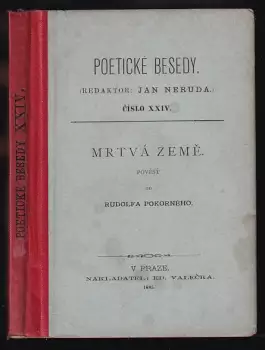 POETICKÉ BESEDY XXIV.
POETICKÉ BESEDY.
(REDAKTOR: JAN NERUDA.)
ČÍSLO XXIV.
MRTVÁ ZEMĚ.
POVĚSŤ
OD
RUDOLFA POKORNÉHO.
V PRAZE.
NAKLADATEL: ED. VALEČKA.